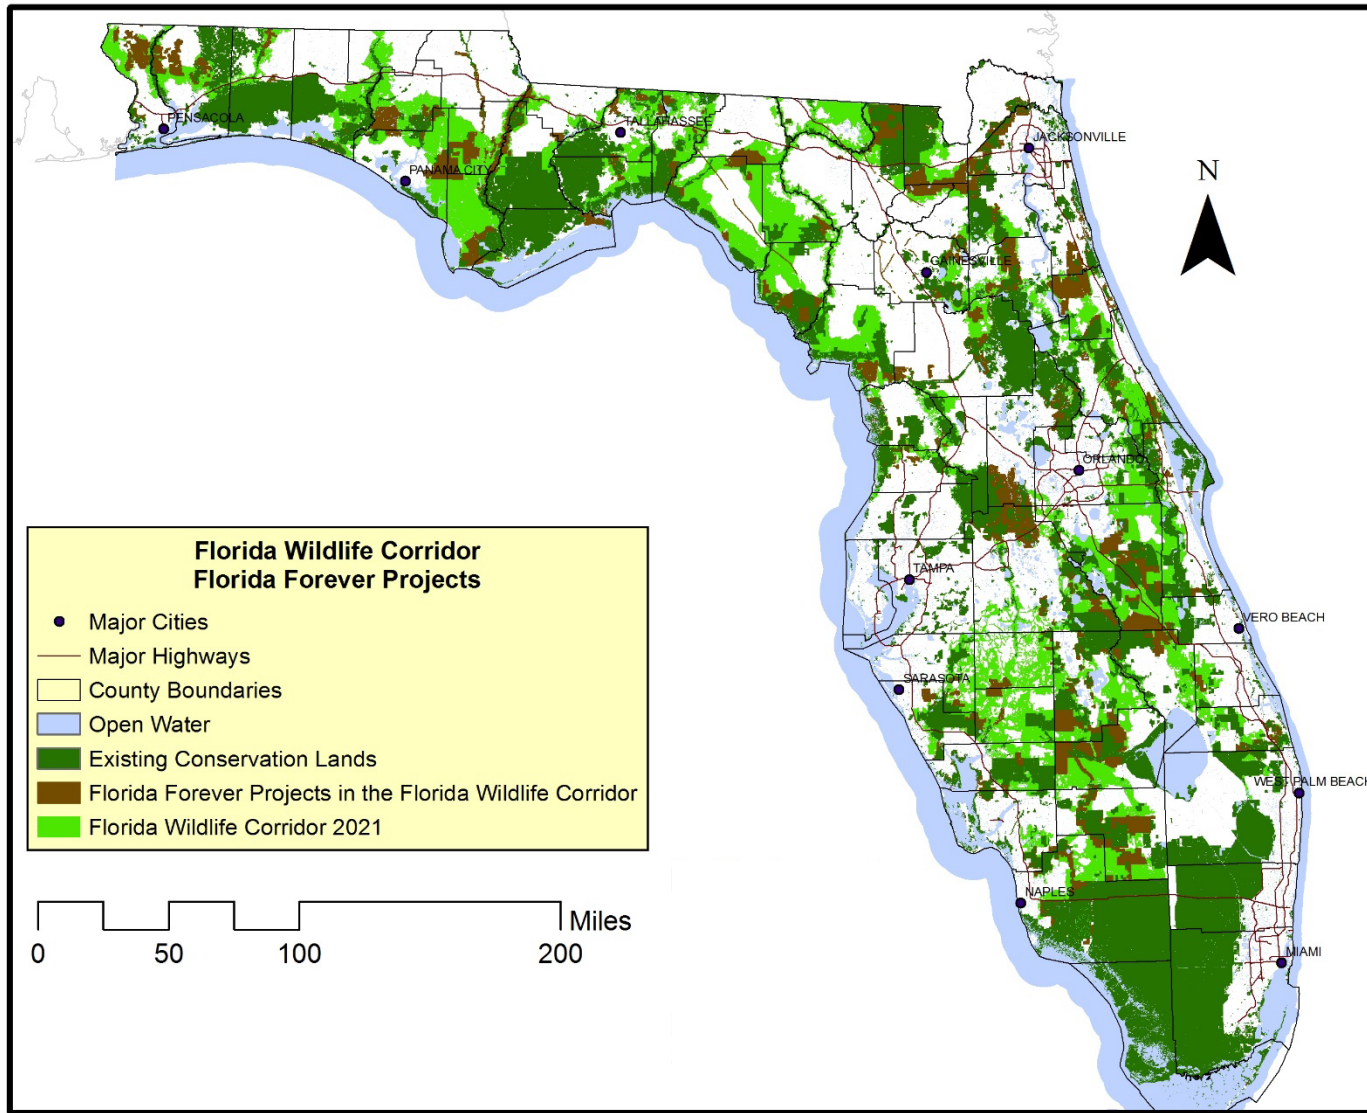 PENSACOLA
TALLAHASSEE
JACKSONVILLE
PANAMA CITY
N
GAINESVILLE
ORLANDO
Florida Wildlife Corridor
Florida Forever Projects
Major Cities
Major Highways
County Boundaries
Open Water
Existing Conservation Lands
Florida Forever Projects in the Florida Wildlife Corridor
Florida Wildlife Corridor 2021
TAMPA
VERO BEACH
SARASOTA
WEST PALM BEACH
NAPLES
MIAMI
Miles
0 50 100 200